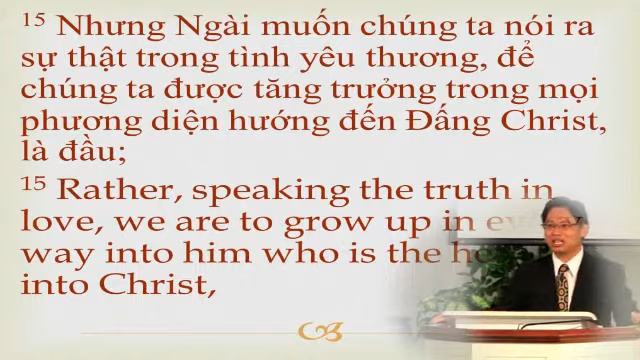 15 Nhưng Ngài muốn chúng ta nói ra
sự thật trong tình yêu thương, để
chúng ta được tăng trưởng trong mọi
phương diện hướng đến Đấng Christ,
là đầu;
15 Rather, speaking the truth in
love, we are to grow up in
way into him who is the
into Christ,